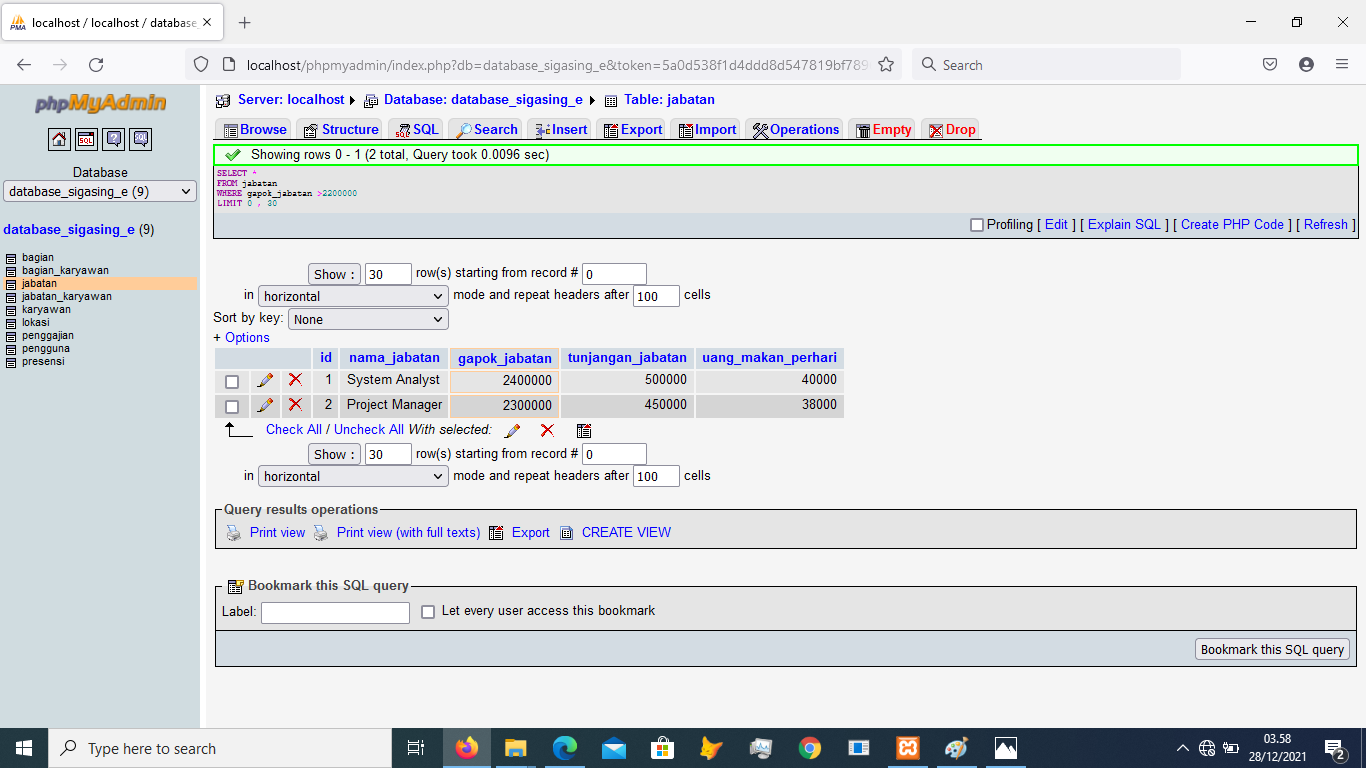 localhost / localhost / database_
localhost/phpmyadmin/index.php?db=database_sigasing_e&token=5a0d538f1d4ddd8d547819bf789
Search
phpMyAdmin
Database
database_sigasing_e (9)
database_sigasing_e (9)
bagian
bagian_karyawan
jabatan
jabatan_karyawan
karyawan
lokasi
penggajian
pengguna
presensi
Server: localhost Database: database_sigasing_e Table: jabatan
Browse Structure SQL Search Insert Export Import Operations Empty Drop
Showing rows 0 - 1 (2 total, Query took 0.0096 sec)
SELECT *
FROM jabatan
WHERE gapok_jabatan >2200000
LIMIT 0 , 30
Profiling [ Edit ] [ Explain SQL ] [ Create PHP Code ] [ Refresh ]
Show : 30 row(s) starting from record # 0
in horizontal mode and repeat headers after 100 cells
Sort by key: None
+ Options
id nama_jabatan gapok_jabatan tunjangan_jabatan uang_makan_perhari
1 System Analyst 2400000 500000 40000
2 Project Manager 2300000 450000 38000
Check All / Uncheck All With selected:
Show : 30 row(s) starting from record # 0
in horizontal mode and repeat headers after 100 cells
Query results operations
Print view Print view (with full texts) Export CREATE VIEW
Bookmark this SQL query
Label: Let every user access this bookmark
Bookmark this SQL query
Type here to search
03.58
28/12/2021
2